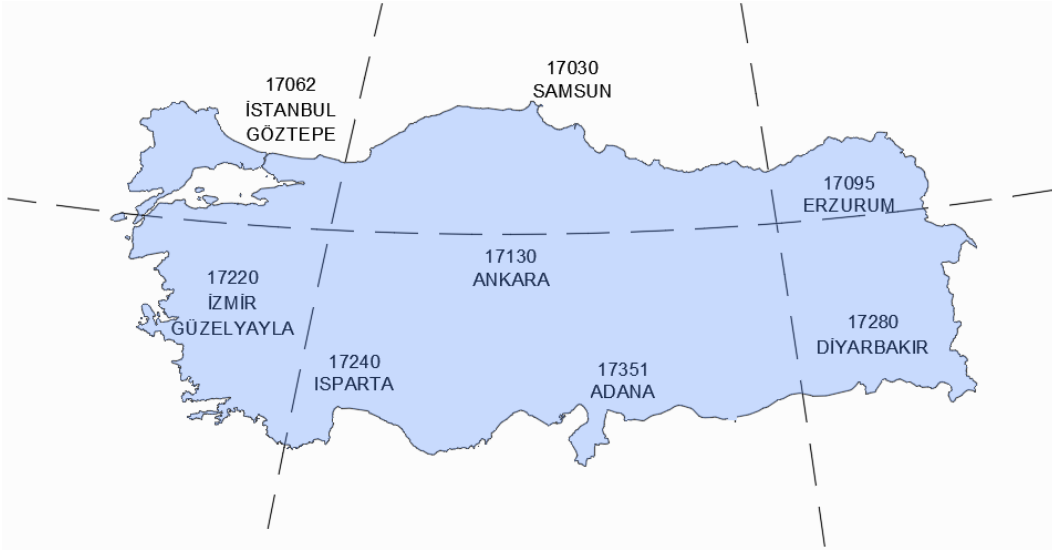 17030
SAMSUN
17062
İSTANBUL
GÖZTEPE
17095
ERZURUM
17130
ANKARA
17220
İZMİR
GÜZELYAYLA
17280
DİYARBAKIR
17240
ISPARTA
17351
ADANA